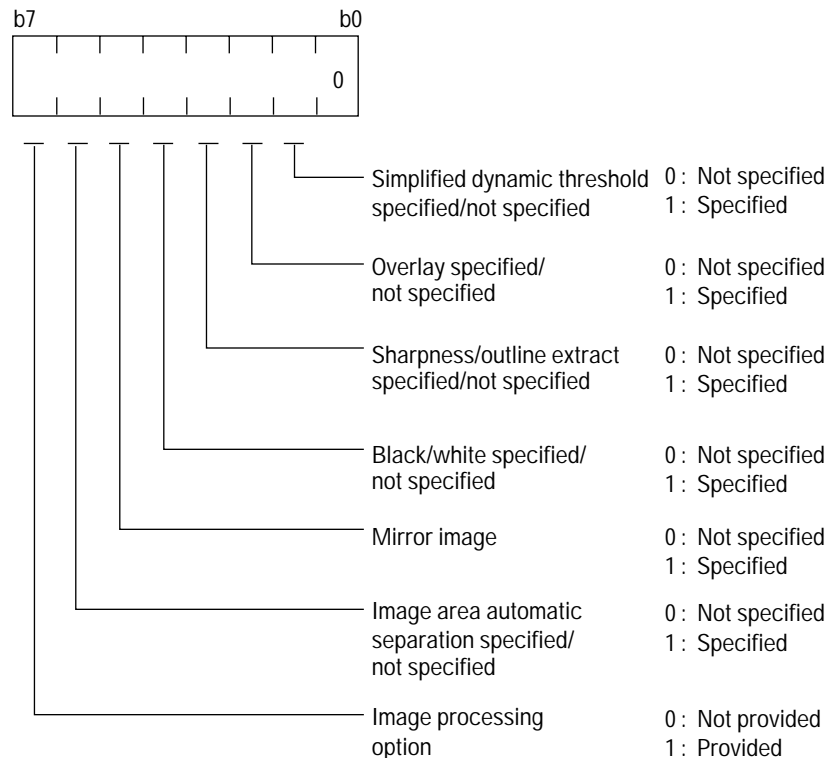 b7 b0
0
Simplified dynamic threshold 0 : Not specified
specified/not specified 1 : Specified
Overlay specified/ 0 : Not specified
not specified 1 : Specified
Sharpness/outline extract 0 : Not specified
specified/not specified 1 : Specified
Black/white specified/ 0 : Not specified
not specified 1 : Specified
Mirror image 0 : Not specified
1 : Specified
Image area automatic 0 : Not specified
separation specified/ 1 : Specified
not specified
Image processing 0 : Not provided
option 1 : Provided